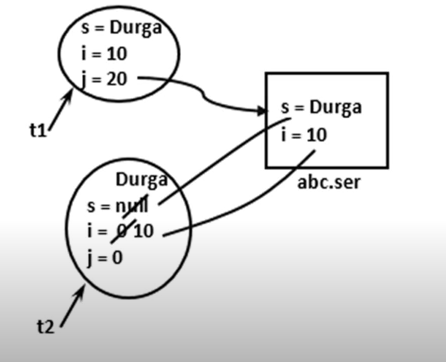 s = Durga
i = 10
j = 20
t1
s = Durga
i = 10
abc.ser
Durga
s = null
i = 0 10
j = 0
t2